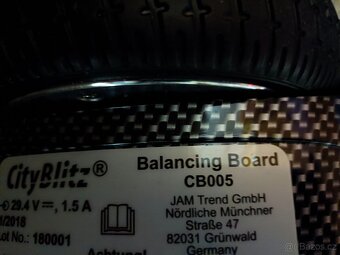 CityBlitz®
Balancing Board
CB005
29.4 V⎓, 1.5 A
/2018
Lot No.: 180001
JAM Trend GmbH
Nördliche Münchner
Straße 47
82031 Grünwald
Germany
Achtung!